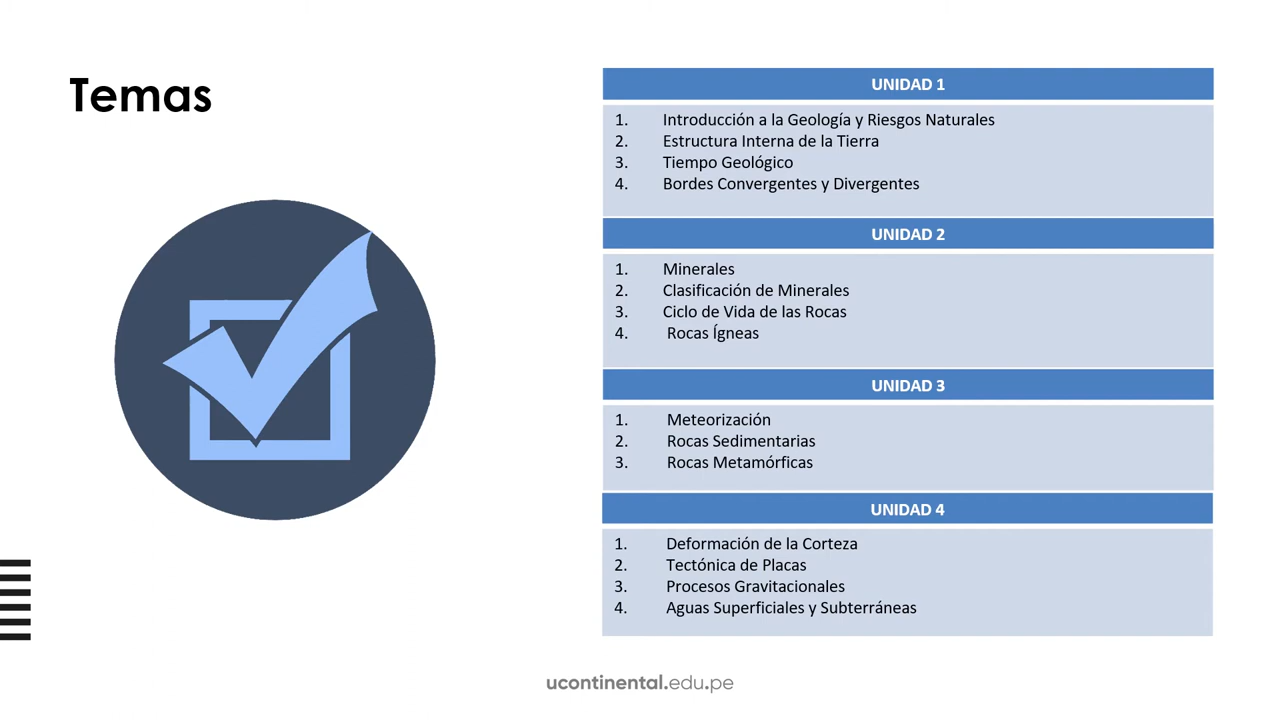 Temas
UNIDAD 1
1. Introducción a la Geología y Riesgos Naturales
2. Estructura Interna de la Tierra
3. Tiempo Geológico
4. Bordes Convergentes y Divergentes
UNIDAD 2
1. Minerales
2. Clasificación de Minerales
3. Ciclo de Vida de las Rocas
4. Rocas Ígneas
UNIDAD 3
1. Meteorización
2. Rocas Sedimentarias
3. Rocas Metamórficas
UNIDAD 4
1. Deformación de la Corteza
2. Tectónica de Placas
3. Procesos Gravitacionales
4. Aguas Superficiales y Subterráneas
ucontinental.edu.pe